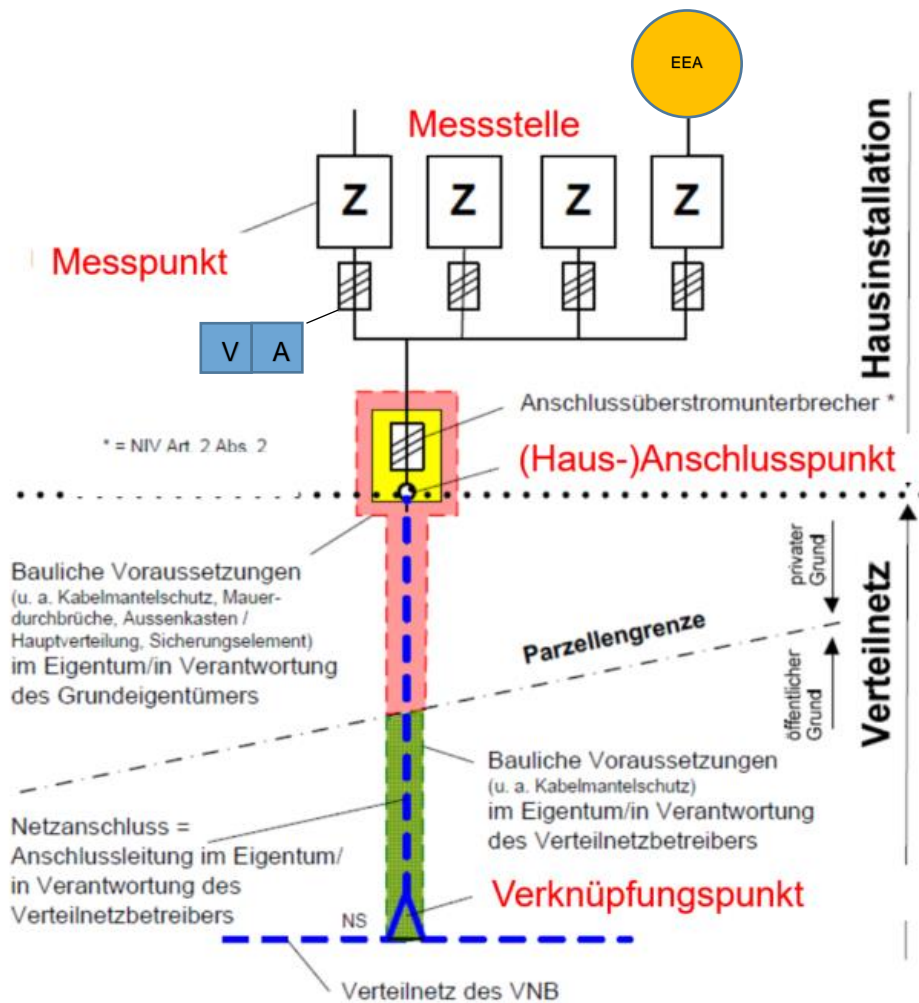 EEA
Messstelle
Z
Z
Z
Z
Messpunkt
V
A
Hausinstallation
Anschlussüberstromunterbrecher *
* = NIV Art. 2 Abs. 2
(Haus-)Anschlusspunkt
Bauliche Voraussetzungen
(u. a. Kabelmantelschutz, Mauer-
durchbrüche, Aussenkasten /
Hauptverteilung, Sicherungselement)
im Eigentum/in Verantwortung
des Grundeigentümers
privater
Grund
Parzellengrenze
öffentlicher
Grund
Verteilnetz
Bauliche Voraussetzungen
(u. a. Kabelmantelschutz)
im Eigentum/in Verantwortung
des Verteilnetzbetreibers
Netzanschluss =
Anschlussleitung im Eigentum/
in Verantwortung des
Verteilnetzbetreibers
Verknüpfungspunkt
NS
Verteilnetz des VNB